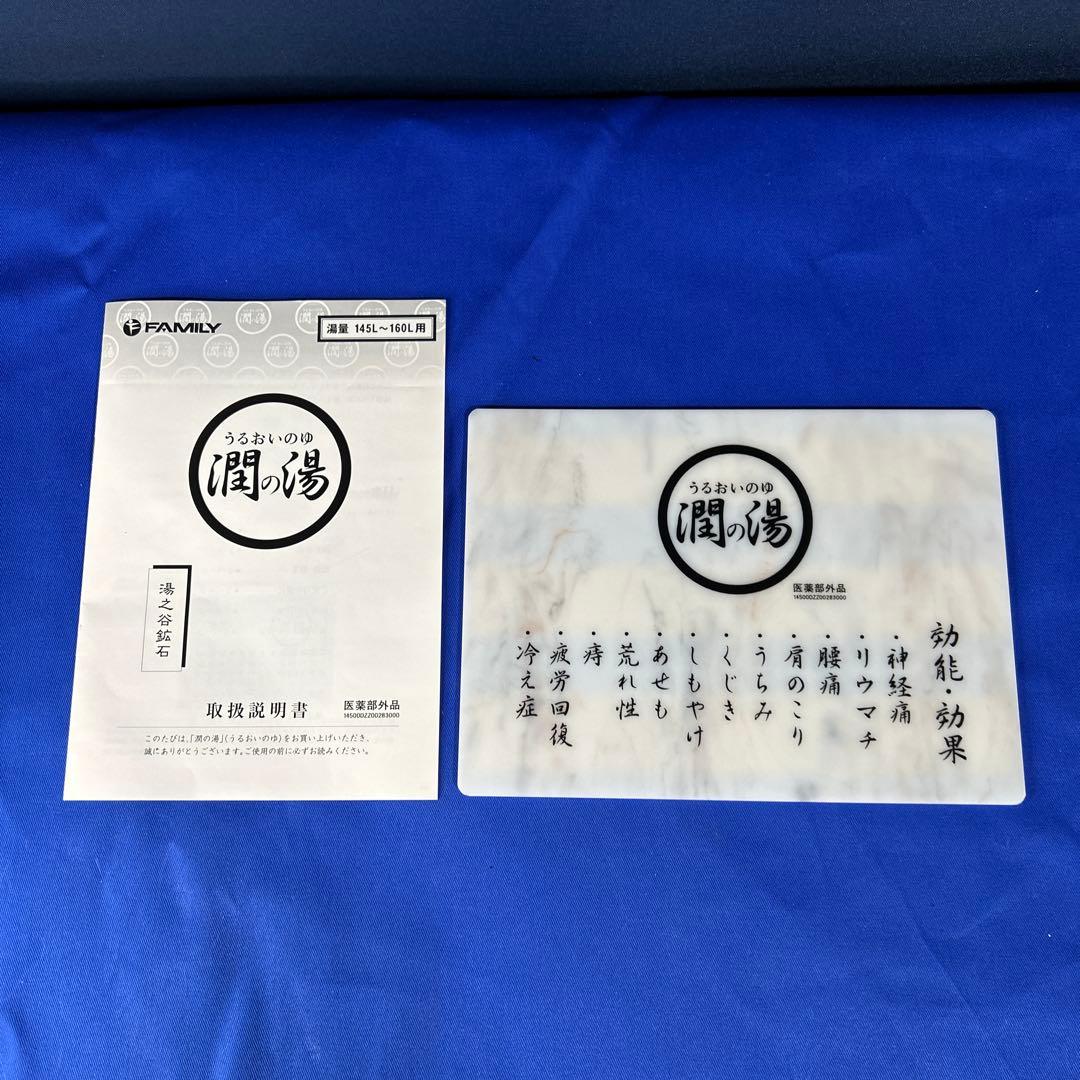 FAMILY
湯量 145L～160L用
うるおいのゆ
潤の湯
湯之谷鉱石
取扱説明書
医薬部外品
14500DZZ00283000
このたびは、「潤の湯」(うるおいのゆ)をお買い上げいただき、
誠にありがとうございます。ご使用の前に必ずお読みください。
うるおいのゆ
潤の湯
医薬部外品
14500DZZ00283000
効能・効果
・神経痛
・リウマチ
・腰痛
・肩のこり
・うちみ
・くじき
・しもやけ
・あせも
・荒れ性
・痔
・疲労回復
・冷え症